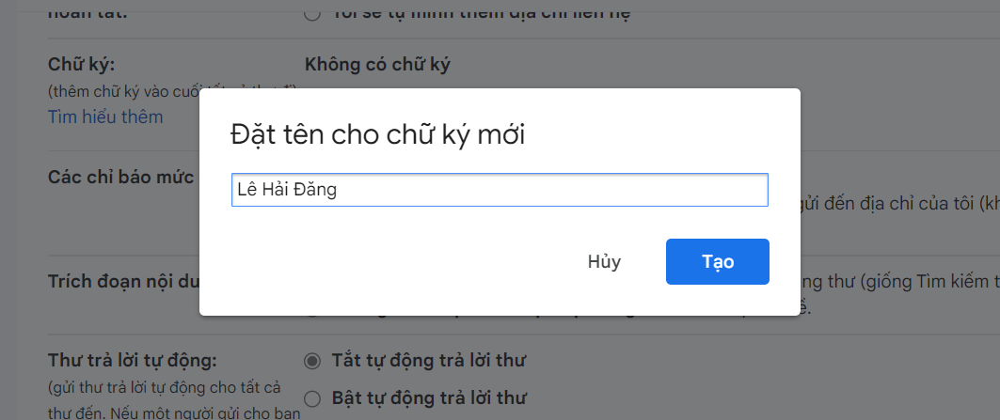 Tôi sẽ tự mình thêm địa chỉ liên hệ
hoàn tất:
Chữ ký: Không có chữ ký
(thêm chữ ký vào cuối
Tìm hiểu thêm
Đặt tên cho chữ ký mới
Các chỉ báo mức
Lê Hải Đăng
gửi đến địa chỉ của tôi
Hủy Tạo
Trích đoạn nội du
ng thư (giống Tìm kiếm t
Thư trả lời tự động: Tắt tự động trả lời thư
(gửi thư trả lời tự động cho tất cả
Bật tự động trả lời thư
thư đến. Nếu một người gửi cho bạn